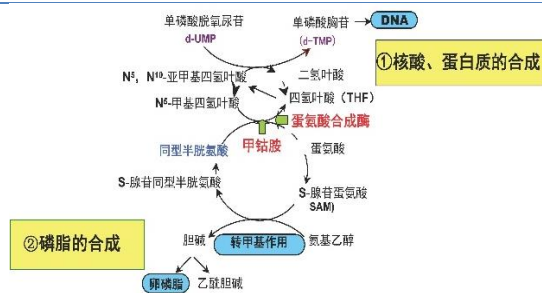 单磷酸脱氧尿苷 单磷酸胸苷 DNA
d-UMP （d-TMP）
①核酸、蛋白质的合成
N⁵，N¹⁰-亚甲基四氢叶酸 二氢叶酸
N⁵-甲基四氢叶酸 四氢叶酸（THF）
蛋氨酸合成酶
甲钴胺
同型半胱氨酸 蛋氨酸
S-腺苷同型半胱氨酸 S-腺苷蛋氨酸
SAM)
②磷脂的合成
胆碱 转甲基作用 氨基乙醇
卵磷脂 乙酰胆碱